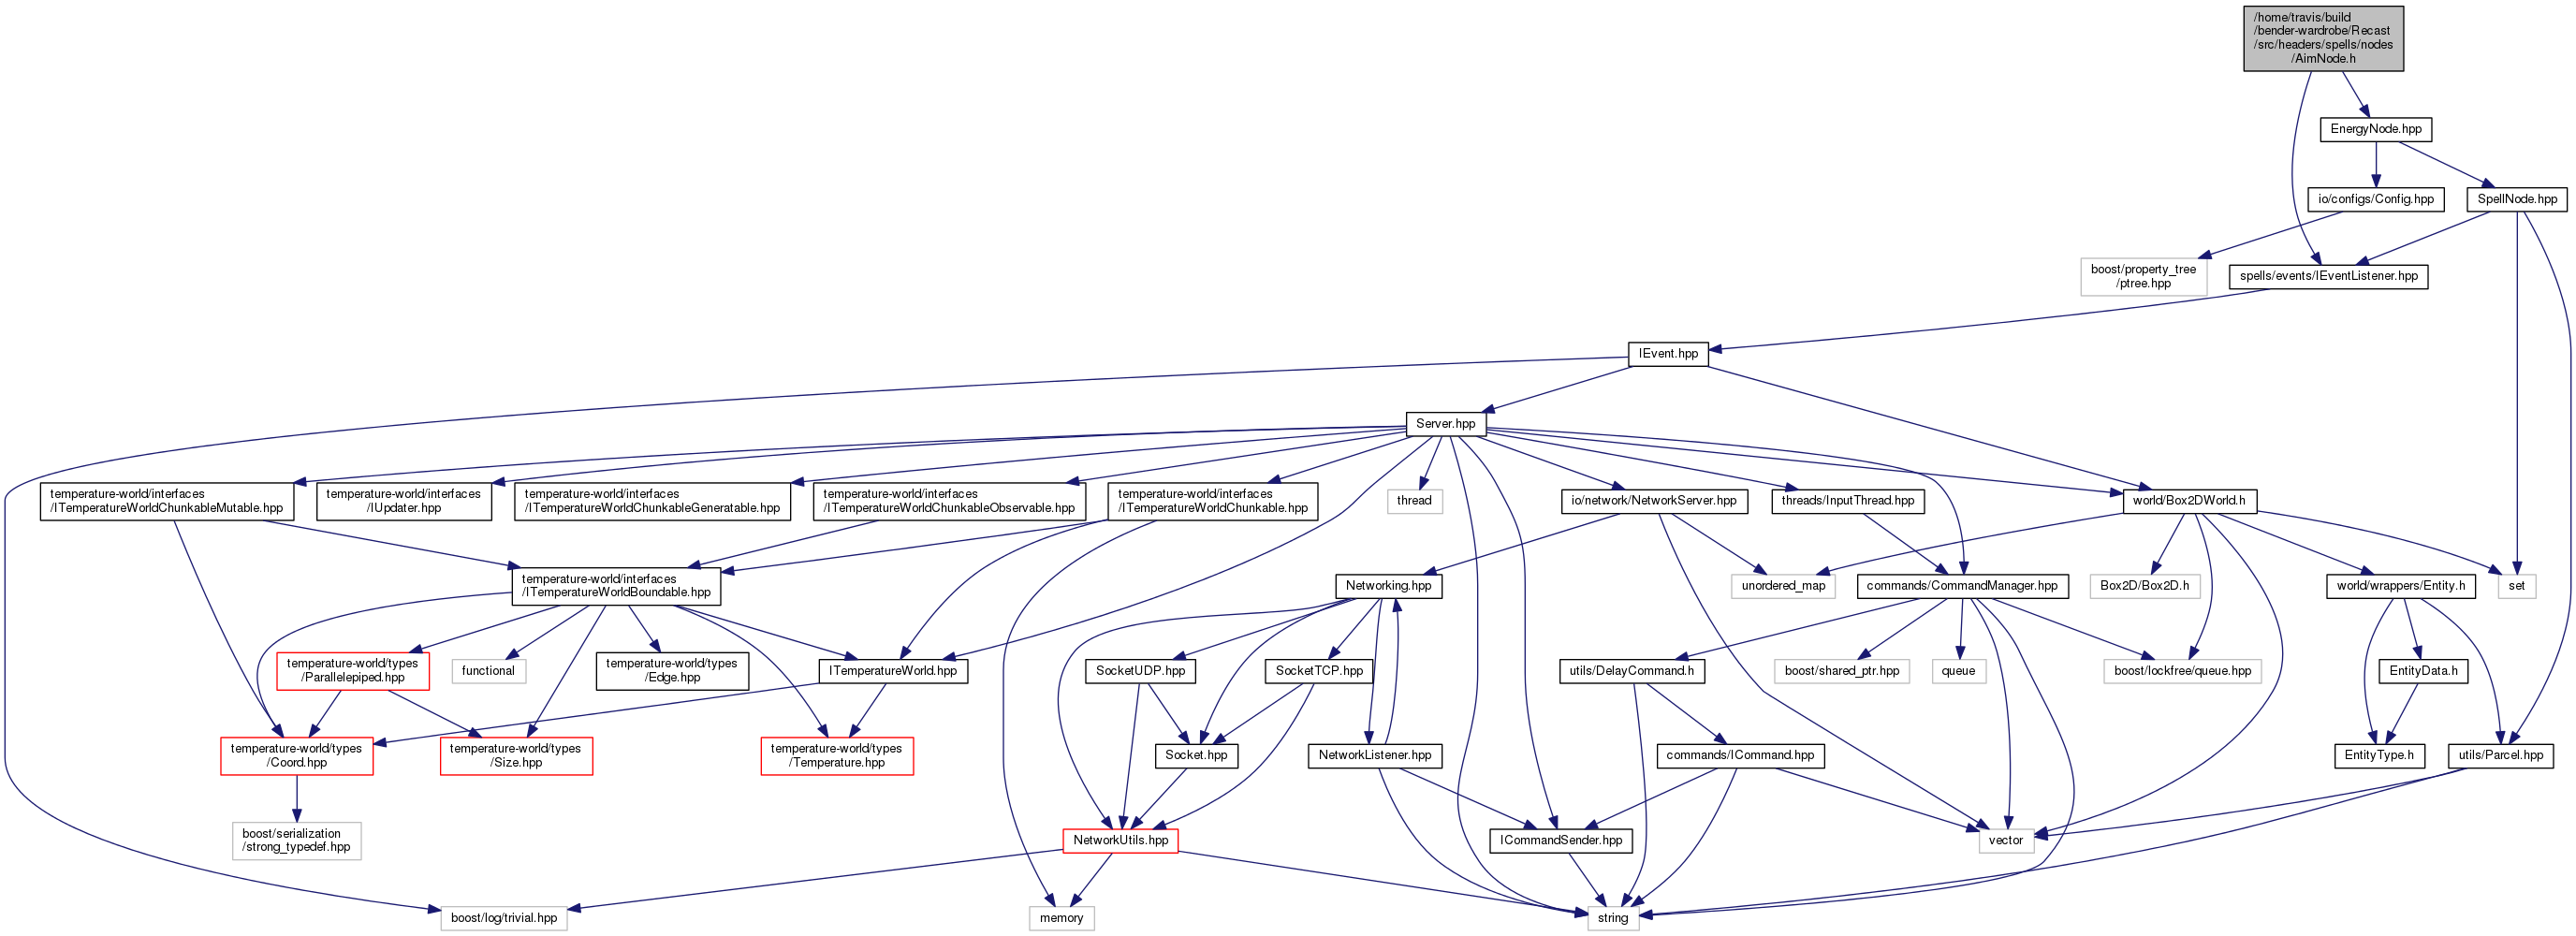 /home/travis/build
/bender-wardrobe/Recast
/src/headers/spells/nodes
/AimNode.h
EnergyNode.hpp
io/configs/Config.hpp
SpellNode.hpp
boost/property_tree
/ptree.hpp
spells/events/IEventListener.hpp
IEvent.hpp
Server.hpp
temperature-world/interfaces
/ITemperatureWorldChunkableMutable.hpp
temperature-world/interfaces
/IUpdater.hpp
temperature-world/interfaces
/ITemperatureWorldChunkableGeneratable.hpp
temperature-world/interfaces
/ITemperatureWorldChunkableObservable.hpp
temperature-world/interfaces
/ITemperatureWorldChunkable.hpp
thread
io/network/NetworkServer.hpp
threads/InputThread.hpp
world/Box2DWorld.h
temperature-world/interfaces
/ITemperatureWorldBoundable.hpp
Networking.hpp
unordered_map
commands/CommandManager.hpp
Box2D/Box2D.h
world/wrappers/Entity.h
set
temperature-world/types
/Parallelepiped.hpp
functional
temperature-world/types
/Edge.hpp
ITemperatureWorld.hpp
SocketUDP.hpp
SocketTCP.hpp
utils/DelayCommand.h
boost/shared_ptr.hpp
queue
boost/lockfree/queue.hpp
EntityData.h
temperature-world/types
/Coord.hpp
temperature-world/types
/Size.hpp
temperature-world/types
/Temperature.hpp
Socket.hpp
NetworkListener.hpp
commands/ICommand.hpp
EntityType.h
utils/Parcel.hpp
boost/serialization
/strong_typedef.hpp
NetworkUtils.hpp
ICommandSender.hpp
vector
boost/log/trivial.hpp
memory
string